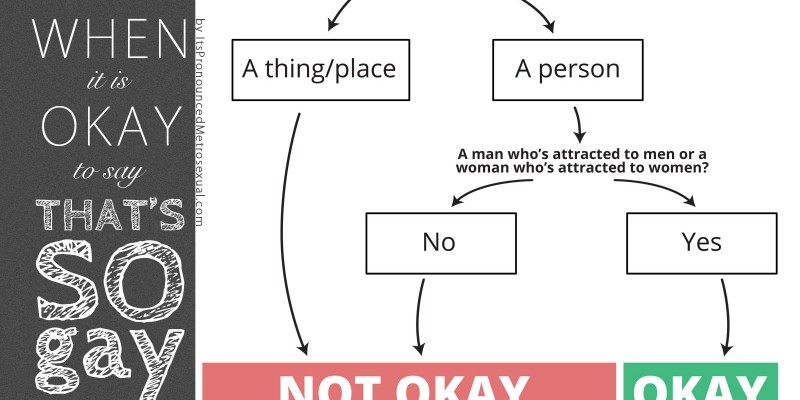 WHEN
it is
OKAY
to say
THAT'S
SO
gay
by ItsPronouncedMetrosexual.com
A thing/place
A person
A man who's attracted to men or a
woman who's attracted to women?
No
Yes
NOT OKAY
OKAY